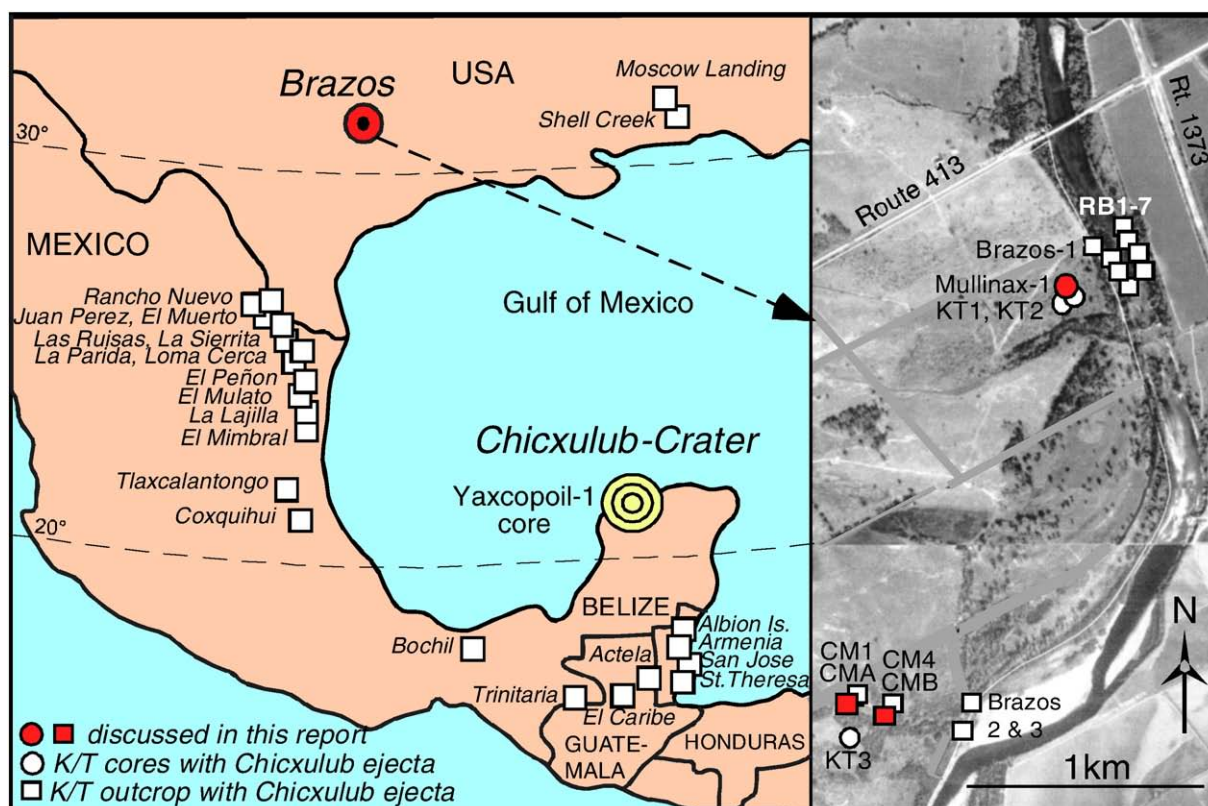 USA
Moscow Landing
Shell Creek
Brazos
30°
MEXICO
Rancho Nuevo
Juan Perez, El Muerto
Las Ruisas, La Sierrita
La Parida, Loma Cerca
El Peñon
El Mulato
La Lajilla
El Mimbral
Tlaxcalantongo
Coxquihui
20°
Gulf of Mexico
Chicxulub-Crater
Yaxcopoil-1
core
BELIZE
Albion Is.
Armenia
San Jose
St.Theresa
Bochil
Actela
Trinitaria
El Caribe
GUATE-
MALA
HONDURAS
discussed in this report
K/T cores with Chicxulub ejecta
K/T outcrop with Chicxulub ejecta
Rt. 1373
Route 413
RB1-7
Brazos-1
Mullinax-1
KT1, KT2
CM1
CMA
CM4
CMB
KT3
Brazos
2 & 3
N
1km